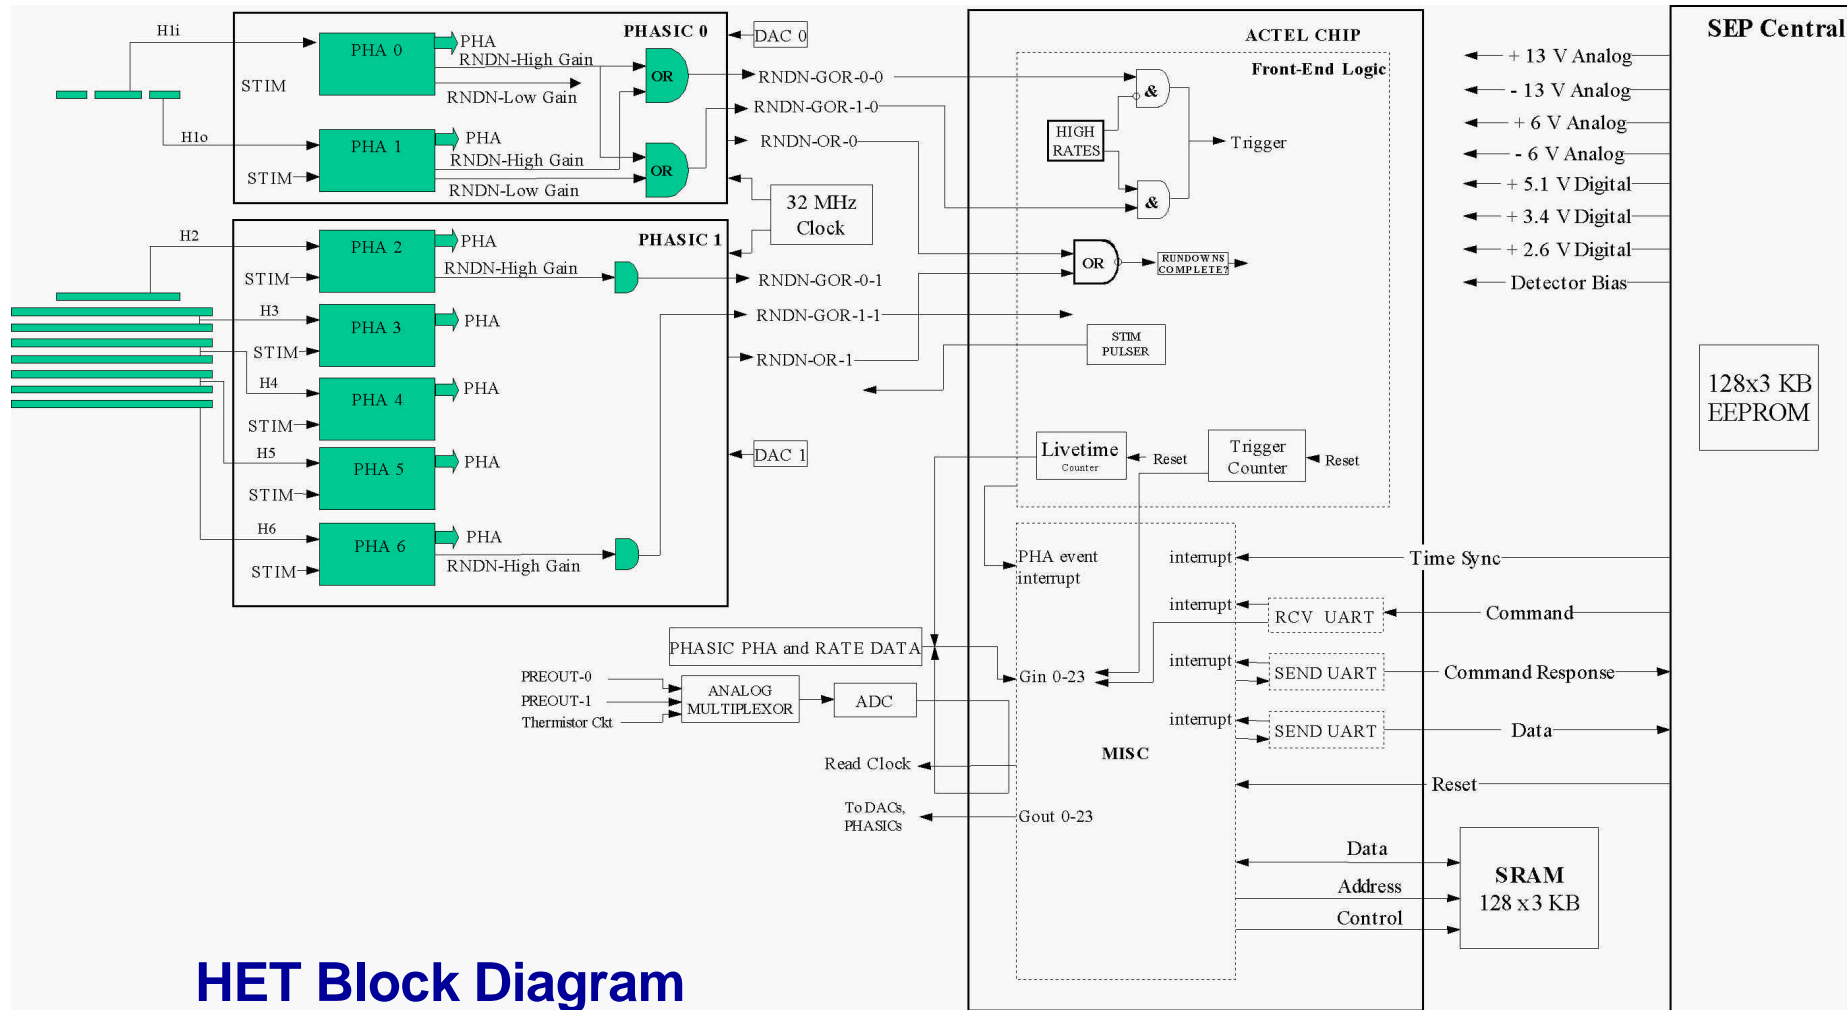 H1i
PHA 0
PHA
RNDN-High Gain
STIM
RNDN-Low Gain
H1o
PHA 1
PHA
RNDN-High Gain
STIM
RNDN-Low Gain
PHASIC 0
OR
OR
DAC 0
RNDN-GOR-0-0
RNDN-GOR-1-0
RNDN-OR-0
32 MHz
Clock
H2
PHA 2
PHA
PHASIC 1
RNDN-High Gain
STIM
RNDN-GOR-0-1
H3
PHA 3
PHA
STIM
RNDN-GOR-1-1
RNDN-OR-1
H4
PHA 4
PHA
STIM
H5
PHA 5
PHA
STIM
DAC 1
H6
PHA 6
PHA
RNDN-High Gain
STIM
ACTEL CHIP
Front-End Logic
&
HIGH
RATES
Trigger
&
OR
RUNDOWNS
COMPLETE?
STIM
PULSER
Livetime
Counter
Reset
Trigger
Counter
Reset
PHA event
interrupt
interrupt
Time Sync
interrupt
RCV UART
Command
PHASIC PHA and RATE DATA
Gin 0-23
interrupt
SEND UART
Command Response
PREOUT-0
PREOUT-1
Thermistor Ckt
ANALOG
MULTIPLEXOR
ADC
interrupt
SEND UART
Data
MISC
Read Clock
Reset
To DACs,
PHASICs
Gout 0-23
Data
Address
Control
SRAM
128 x3 KB
SEP Central
+ 13 V Analog
- 13 V Analog
+ 6 V Analog
- 6 V Analog
+ 5.1 V Digital
+ 3.4 V Digital
+ 2.6 V Digital
Detector Bias
128x3 KB
EEPROM
HET Block Diagram